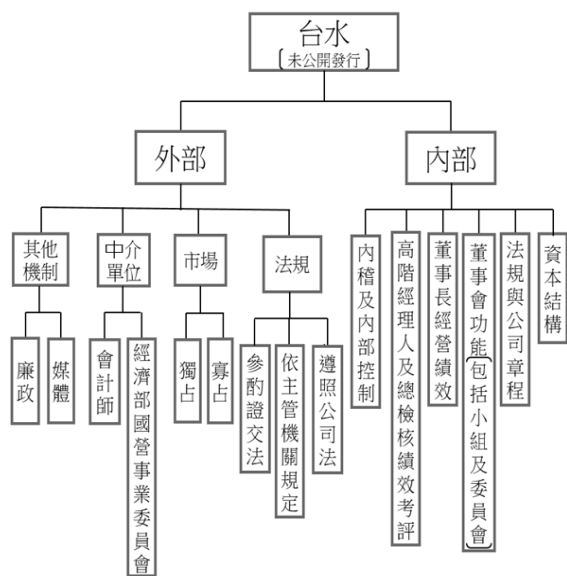 台水
(未公開發行)
外部
內部
其他
機制
中介
單位
市場
法規
廉政
媒體
會計師
經濟部國營事業委員會
獨占
寡占
參酌證交法
依主管機關規定
遵照公司法
內稽及內部控制
高階經理人及總檢核績效考評
董事長經營績效
董事會功能(包括小組及委員會)
法規與公司章程
資本結構